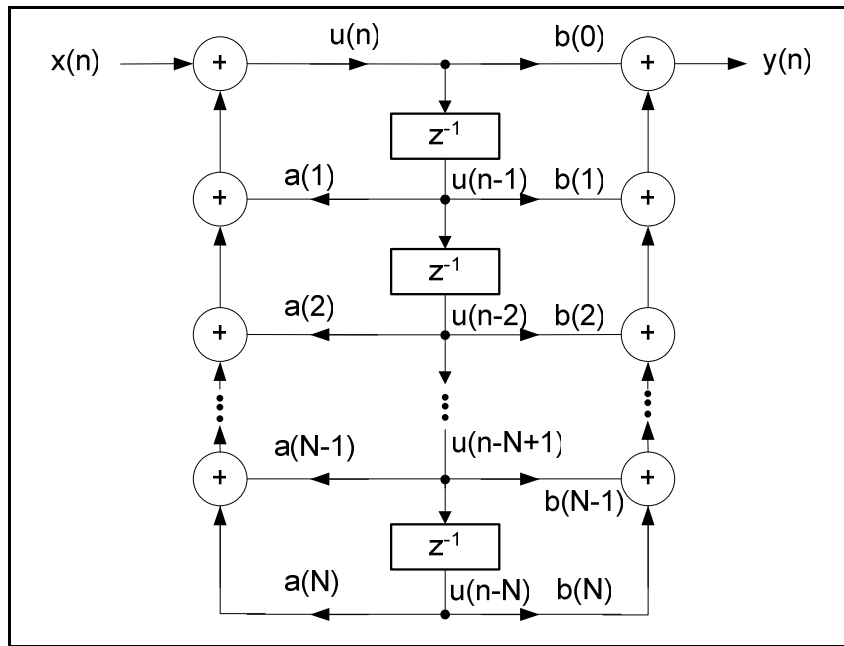 x(n) + u(n) b(0) + y(n)
z⁻¹
+ a(1) u(n-1) b(1) +
z⁻¹
+ a(2) u(n-2) b(2) +
+ a(N-1) u(n-N+1) b(N-1) +
z⁻¹
a(N) u(n-N) b(N)